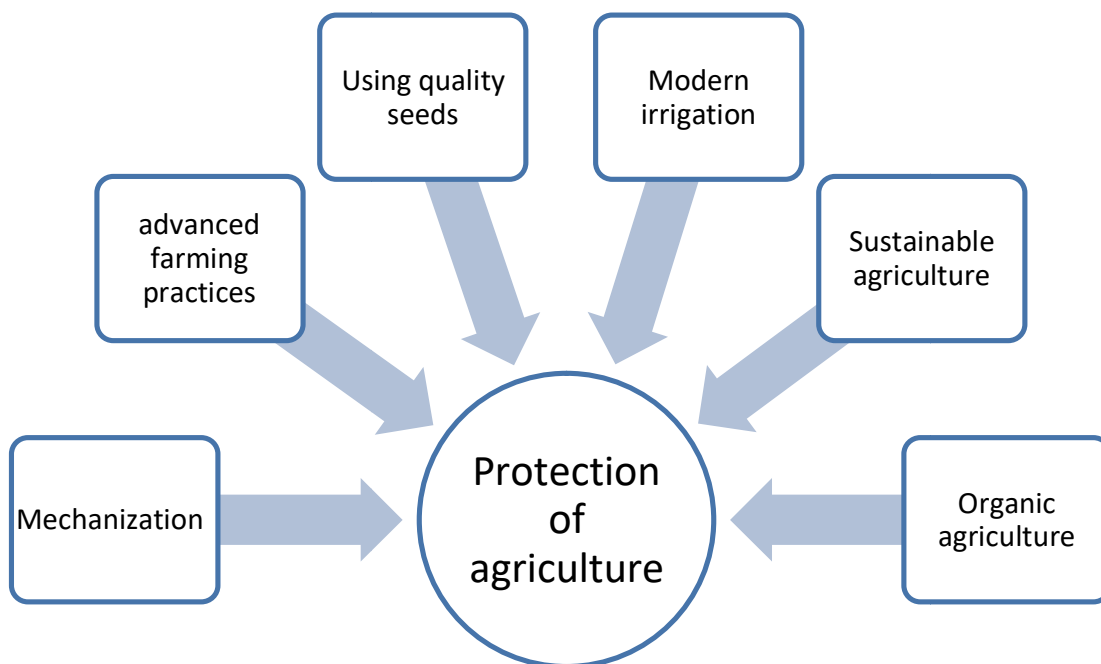 Using quality
seeds
Modern
irrigation
advanced
farming
practices
Sustainable
agriculture
Mechanization
Protection
of
agriculture
Organic
agriculture